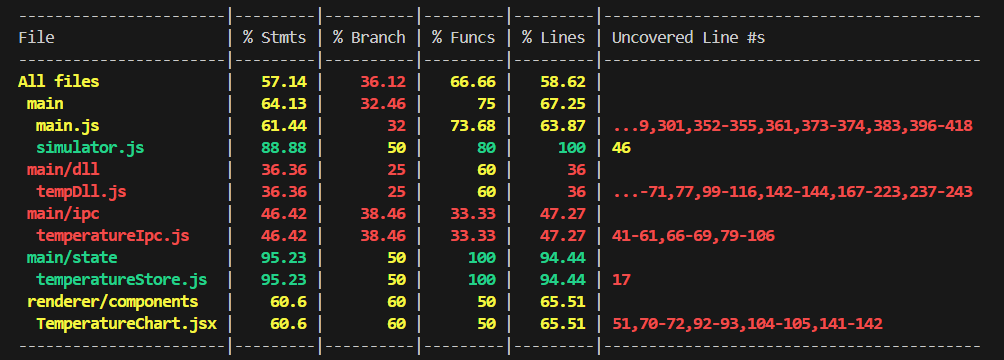 -----------------------|---------|----------|---------|---------|--------------------------------------
File                   | % Stmts | % Branch | % Funcs | % Lines | Uncovered Line #s
-----------------------|---------|----------|---------|---------|--------------------------------------
All files              |   57.14 |    36.12 |   66.66 |   58.62 |
 main                  |   64.13 |    32.46 |      75 |   67.25 |
  main.js              |   61.44 |       32 |   73.68 |   63.87 | ...9,301,352-355,361,373-374,383,396-418
  simulator.js         |   88.88 |       50 |      80 |     100 | 46
 main/dll              |   36.36 |       25 |      60 |      36 |
  tempDll.js           |   36.36 |       25 |      60 |      36 | ...-71,77,99-116,142-144,167-223,237-243
 main/ipc              |   46.42 |    38.46 |   33.33 |   47.27 |
  temperatureIpc.js    |   46.42 |    38.46 |   33.33 |   47.27 | 41-61,66-69,79-106
 main/state            |   95.23 |       50 |     100 |   94.44 |
  temperatureStore.js  |   95.23 |       50 |     100 |   94.44 | 17
 renderer/components   |    60.6 |       60 |      50 |   65.51 |
  TemperatureChart.jsx |    60.6 |       60 |      50 |   65.51 | 51,70-72,92-93,104-105,141-142
-----------------------|---------|----------|---------|---------|--------------------------------------